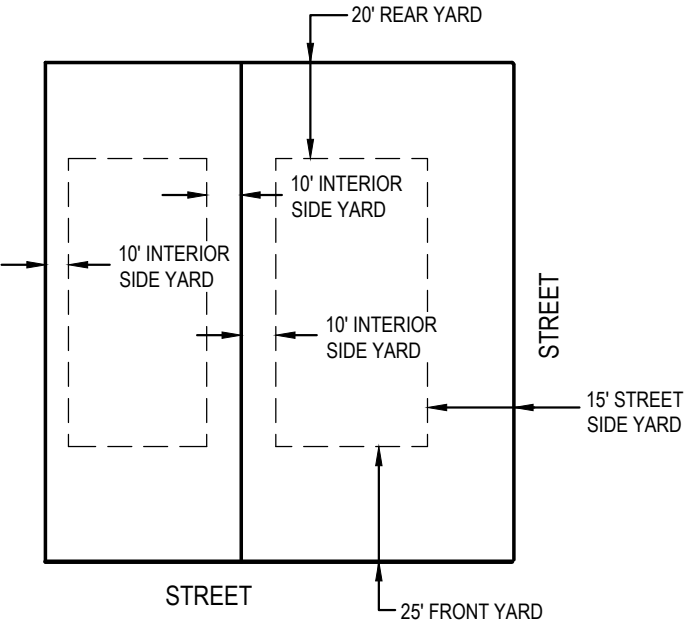 20' REAR YARD
10' INTERIOR
SIDE YARD
10' INTERIOR
SIDE YARD
10' INTERIOR
SIDE YARD
STREET
15' STREET
SIDE YARD
STREET
25' FRONT YARD